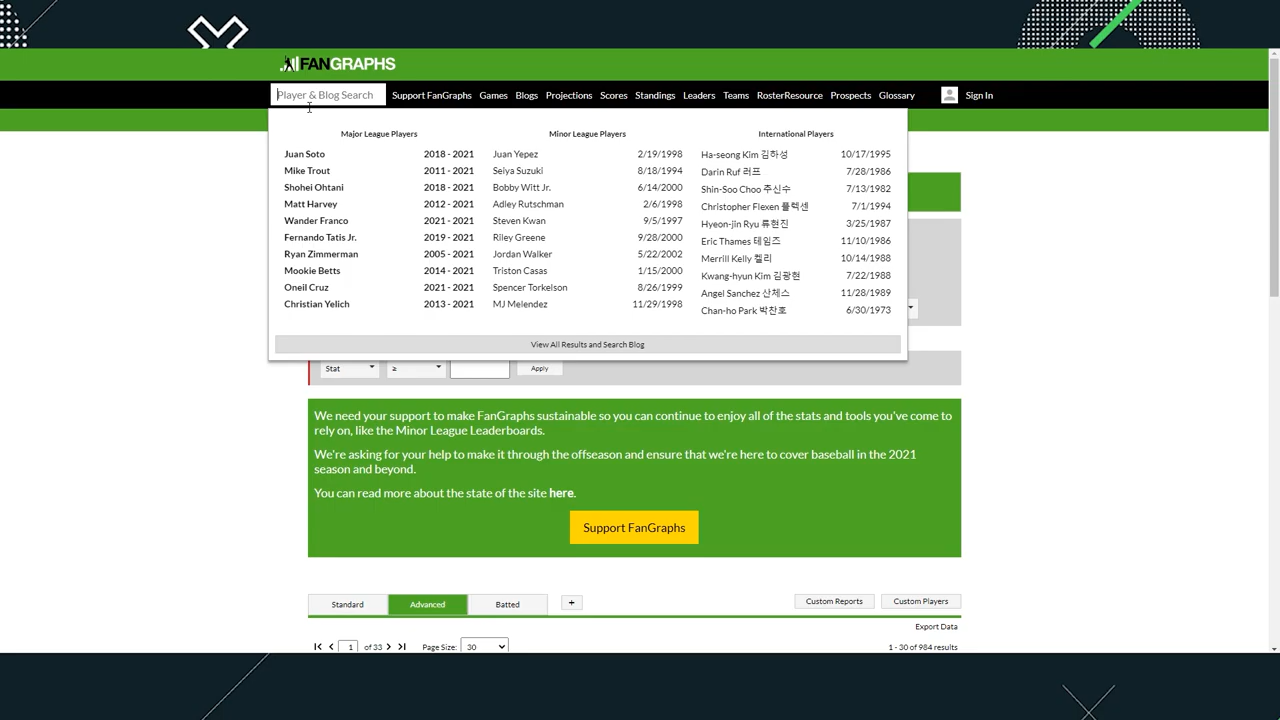 FANGRAPHS
Player & Blog Search Support FanGraphs Games Blogs Projections Scores Standings Leaders Teams RosterResource Prospects Glossary Sign In
Major League Players Minor League Players International Players
Juan Soto 2018 - 2021 Juan Yepez 2/19/1998 Ha-seong Kim 김하성 10/17/1995
Mike Trout 2011 - 2021 Seiya Suzuki 8/18/1994 Darin Ruf 러프 7/28/1986
Shohei Ohtani 2018 - 2021 Bobby Witt Jr. 6/14/2000 Shin-Soo Choo 추신수 7/13/1982
Matt Harvey 2012 - 2021 Adley Rutschman 2/6/1998 Christopher Flexen 플렉센 7/1/1994
Wander Franco 2021 - 2021 Steven Kwan 9/5/1997 Hyeon-jin Ryu 류현진 3/25/1987
Fernando Tatis Jr. 2019 - 2021 Riley Greene 9/28/2000 Eric Thames 테임즈 11/10/1986
Ryan Zimmerman 2005 - 2021 Jordan Walker 5/22/2002 Merrill Kelly 켈리 10/14/1988
Mookie Betts 2014 - 2021 Triston Casas 1/15/2000 Kwang-hyun Kim 김광현 7/22/1988
Oneil Cruz 2021 - 2021 Spencer Torkelson 8/26/1999 Angel Sanchez 산체스 11/28/1989
Christian Yelich 2013 - 2021 MJ Melendez 11/29/1998 Chan-ho Park 박찬호 6/30/1973
View All Results and Search Blog
Stat ≥ Apply
We need your support to make FanGraphs sustainable so you can continue to enjoy all of the stats and tools you've come to
rely on, like the Minor League Leaderboards.
We're asking for your help to make it through the offseason and ensure that we're here to cover baseball in the 2021
season and beyond.
You can read more about the state of the site here.
Support FanGraphs
Standard Advanced Batted + Custom Reports Custom Players
Export Data
1 of 33 Page Size: 30 1 - 30 of 984 results